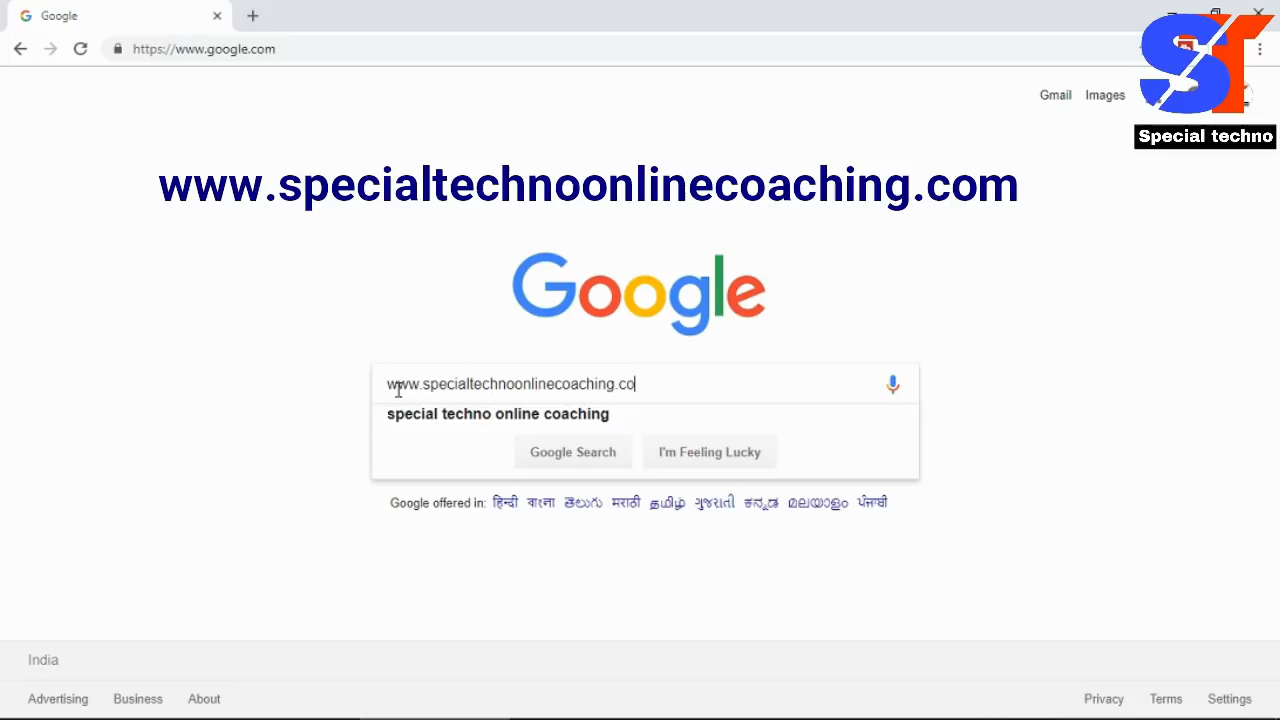 Google
https://www.google.com
Gmail Images
ST
Special techno
www.specialtechnoonlinecoaching.com
Google
www.specialtechnoonlinecoaching.co
special techno online coaching
Google Search I'm Feeling Lucky
Google offered in: हिन्दी বাংলা తెలుగు मराठी தமிழ் ગુજરાતી ಕನ್ನಡ മലയാളം ਪੰਜਾਬੀ
India
Advertising Business About Privacy Terms Settings